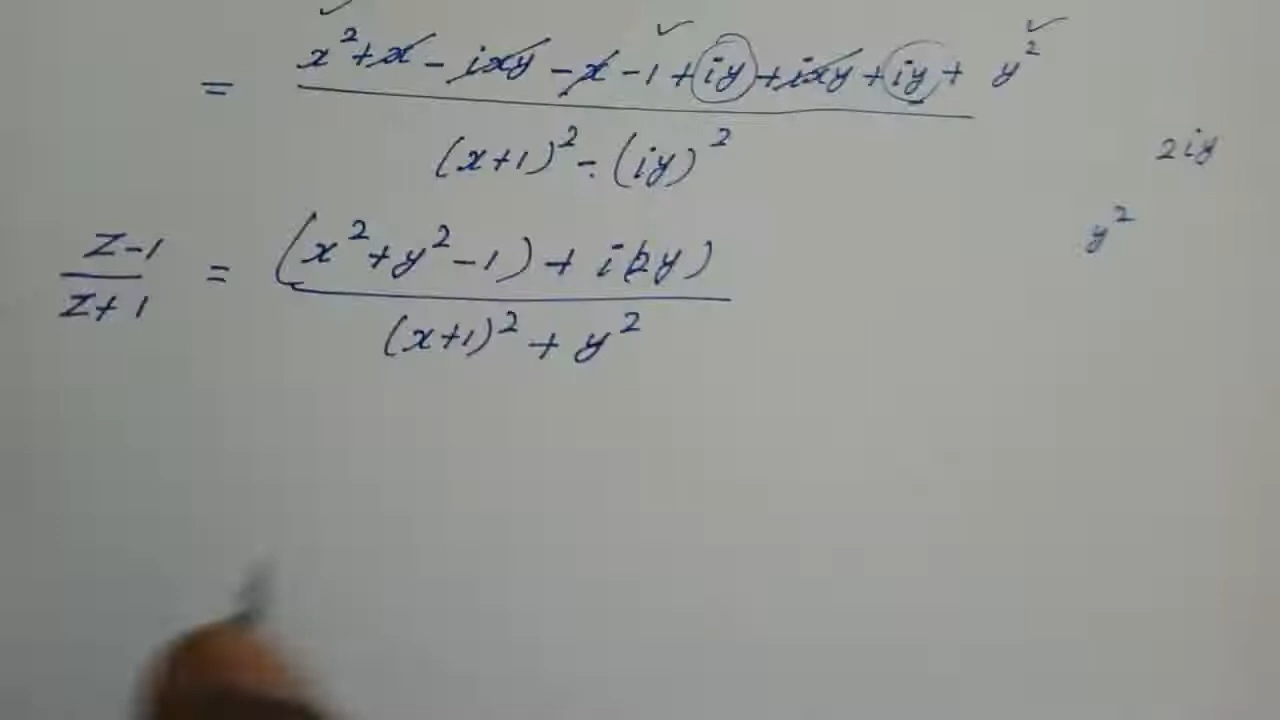 = x² + x - ixy - x - 1 + iy + ixy + iy + y²
(x+1)² - (iy)²
2iy
y²
z-1 = (x² + y² - 1) + i(2y)
z+1 (x+1)² + y²